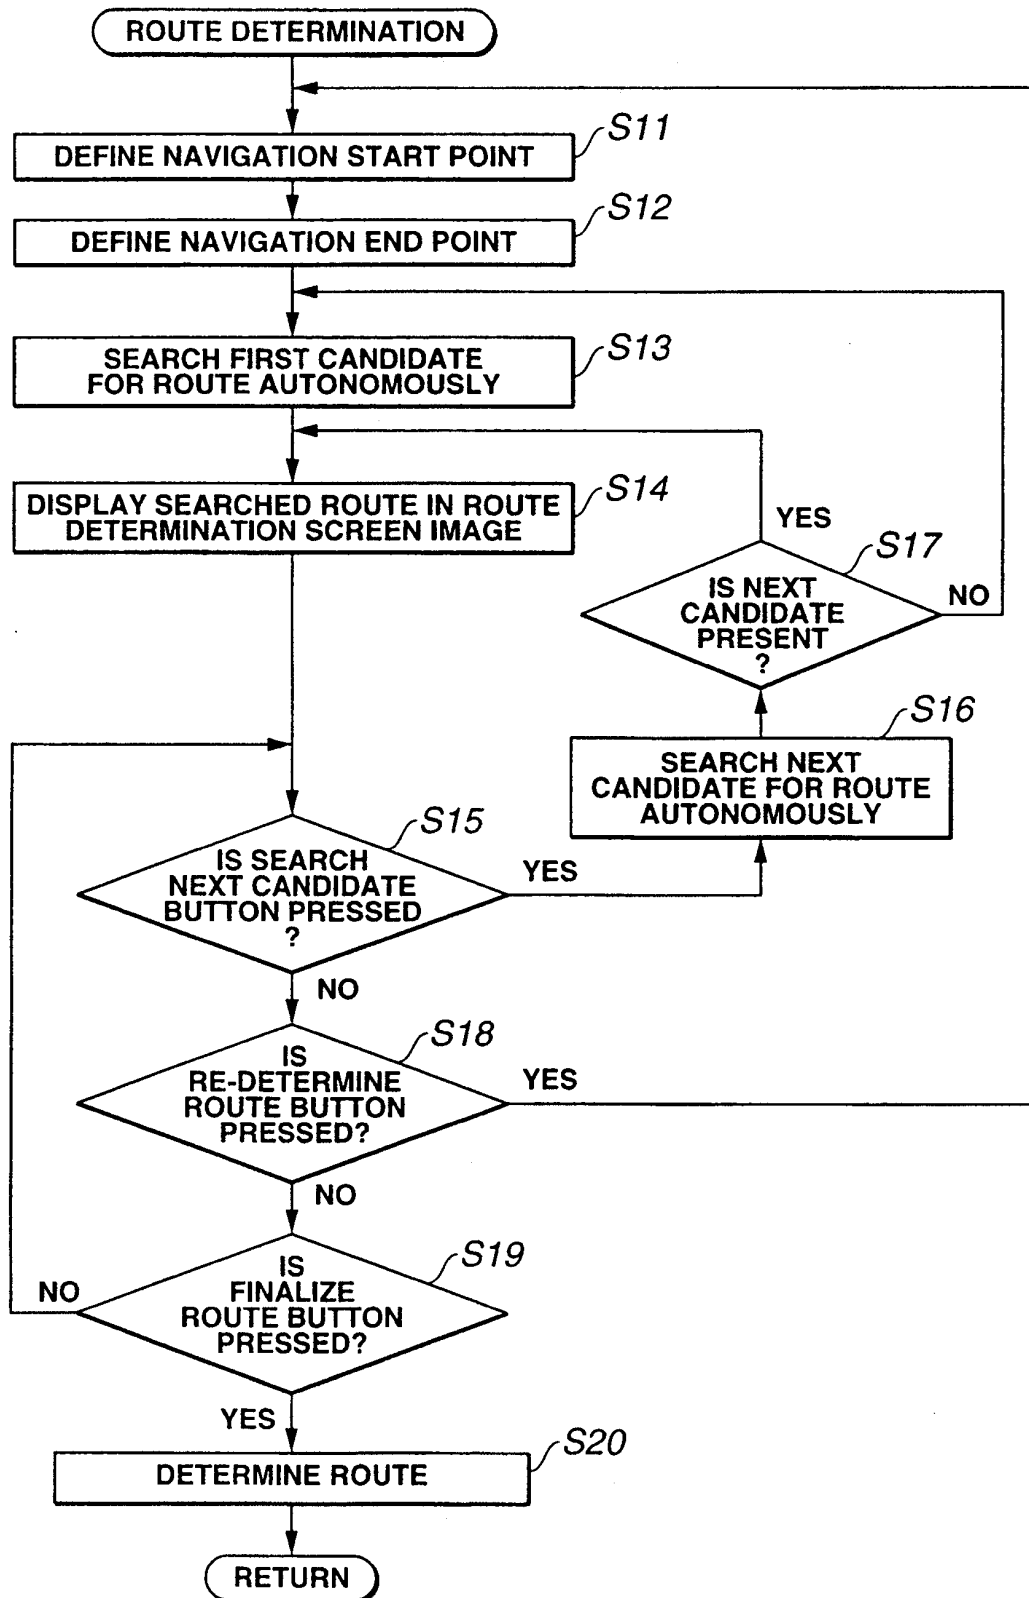 ROUTE DETERMINATION
S11
DEFINE NAVIGATION START POINT
S12
DEFINE NAVIGATION END POINT
S13
SEARCH FIRST CANDIDATE
FOR ROUTE AUTONOMOUSLY
S14
DISPLAY SEARCHED ROUTE IN ROUTE
DETERMINATION SCREEN IMAGE
YES
S17
IS NEXT
CANDIDATE
PRESENT
?
NO
S16
SEARCH NEXT
CANDIDATE FOR ROUTE
AUTONOMOUSLY
S15
IS SEARCH
NEXT CANDIDATE
BUTTON PRESSED
?
YES
NO
S18
IS
RE-DETERMINE
ROUTE BUTTON
PRESSED?
YES
NO
S19
IS
FINALIZE
ROUTE BUTTON
PRESSED?
NO
YES
S20
DETERMINE ROUTE
RETURN